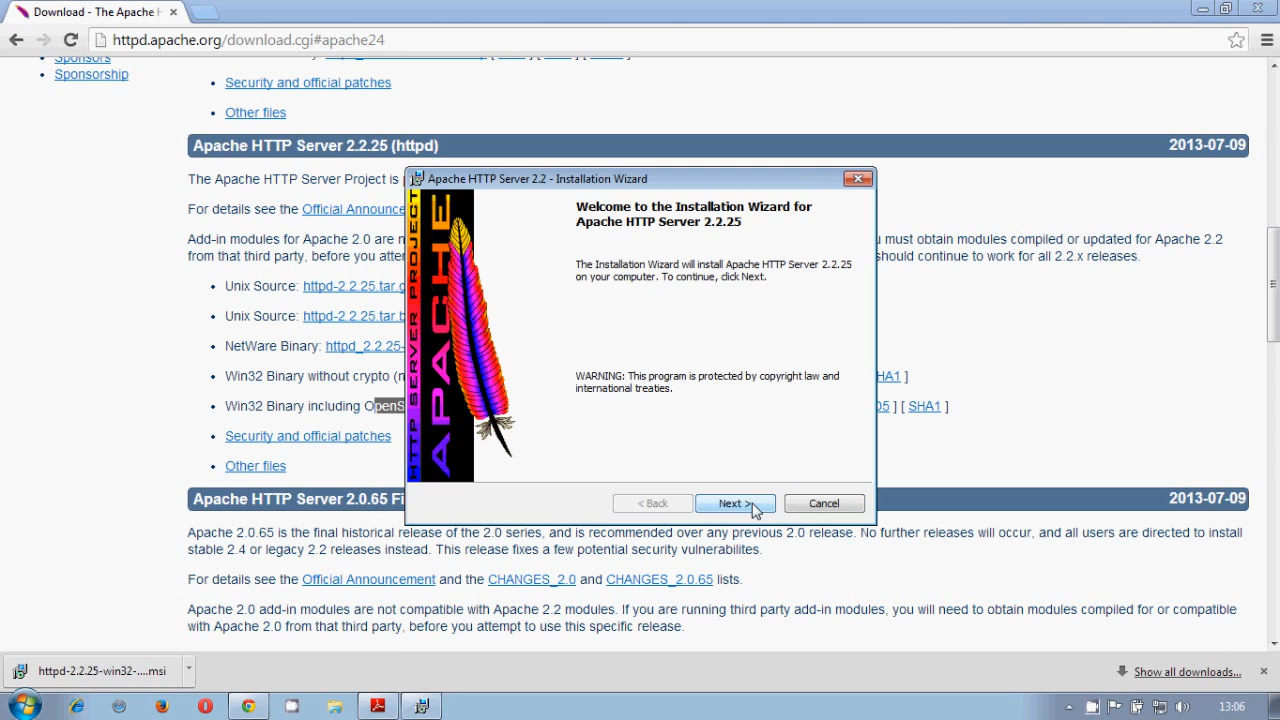 Download - The Apache H
httpd.apache.org/download.cgi#apache24
Sponsors
Sponsorship
Security and official patches
Other files
Apache HTTP Server 2.2.25 (httpd) 2013-07-09
The Apache HTTP Server Project is
For details see the Official Announce
Add-in modules for Apache 2.0 are n
u must obtain modules compiled or updated for Apache 2.2
from that third party, before you atte
should continue to work for all 2.2.x releases.
Unix Source: httpd-2.2.25.tar.g
Unix Source: httpd-2.2.25.tar.b
NetWare Binary: httpd_2.2.25-
Win32 Binary without crypto (n
HA1 ]
Win32 Binary including OpenS
05 ] [ SHA1 ]
Security and official patches
Other files
Apache HTTP Server 2.2 - Installation Wizard
HTTP SERVER PROJECT
APACHE
Welcome to the Installation Wizard for
Apache HTTP Server 2.2.25
The Installation Wizard will install Apache HTTP Server 2.2.25
on your computer. To continue, click Next.
WARNING: This program is protected by copyright law and
international treaties.
< Back Next > Cancel
Apache HTTP Server 2.0.65 Fi 2013-07-09
Apache 2.0.65 is the final historical release of the 2.0 series, and is recommended over any previous 2.0 release. No further releases will occur, and all users are directed to install
stable 2.4 or legacy 2.2 releases instead. This release fixes a few potential security vulnerabilites.
For details see the Official Announcement and the CHANGES_2.0 and CHANGES_2.0.65 lists.
Apache 2.0 add-in modules are not compatible with Apache 2.2 modules. If you are running third party add-in modules, you will need to obtain modules compiled for or compatible
with Apache 2.0 from that third party, before you attempt to use this specific release.
httpd-2.2.25-win32-....msi
Show all downloads...
13:06